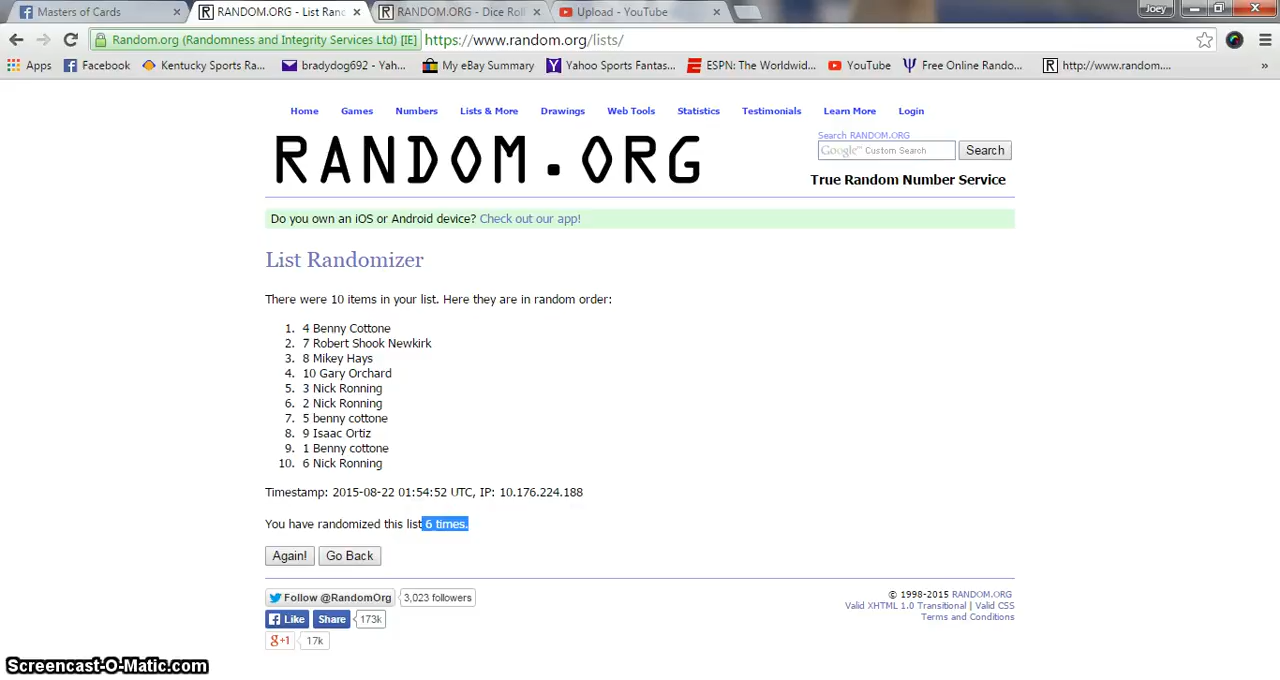 Masters of Cards
RANDOM.ORG - List Ranc
RANDOM.ORG - Dice Roll
Upload - YouTube
Joey
Random.org (Randomness and Integrity Services Ltd) [IE] https://www.random.org/lists/
Apps Facebook Kentucky Sports Ra... bradydog692 - Yah... My eBay Summary Yahoo Sports Fantas... ESPN: The Worldwid... YouTube Free Online Rando... http://www.random.... »
Home Games Numbers Lists & More Drawings Web Tools Statistics Testimonials Learn More Login
RANDOM.ORG
Search RANDOM.ORG
Google™ Custom Search Search
True Random Number Service
Do you own an iOS or Android device? Check out our app!
List Randomizer
There were 10 items in your list. Here they are in random order:
1. 4 Benny Cottone
2. 7 Robert Shook Newkirk
3. 8 Mikey Hays
4. 10 Gary Orchard
5. 3 Nick Ronning
6. 2 Nick Ronning
7. 5 benny cottone
8. 9 Isaac Ortiz
9. 1 Benny cottone
10. 6 Nick Ronning
Timestamp: 2015-08-22 01:54:52 UTC, IP: 10.176.224.188
You have randomized this list 6 times.
Again! Go Back
Follow @RandomOrg 3,023 followers
Like Share 173k
g+1 17k
© 1998-2015 RANDOM.ORG
Valid XHTML 1.0 Transitional | Valid CSS
Terms and Conditions
Screencast-O-Matic.com